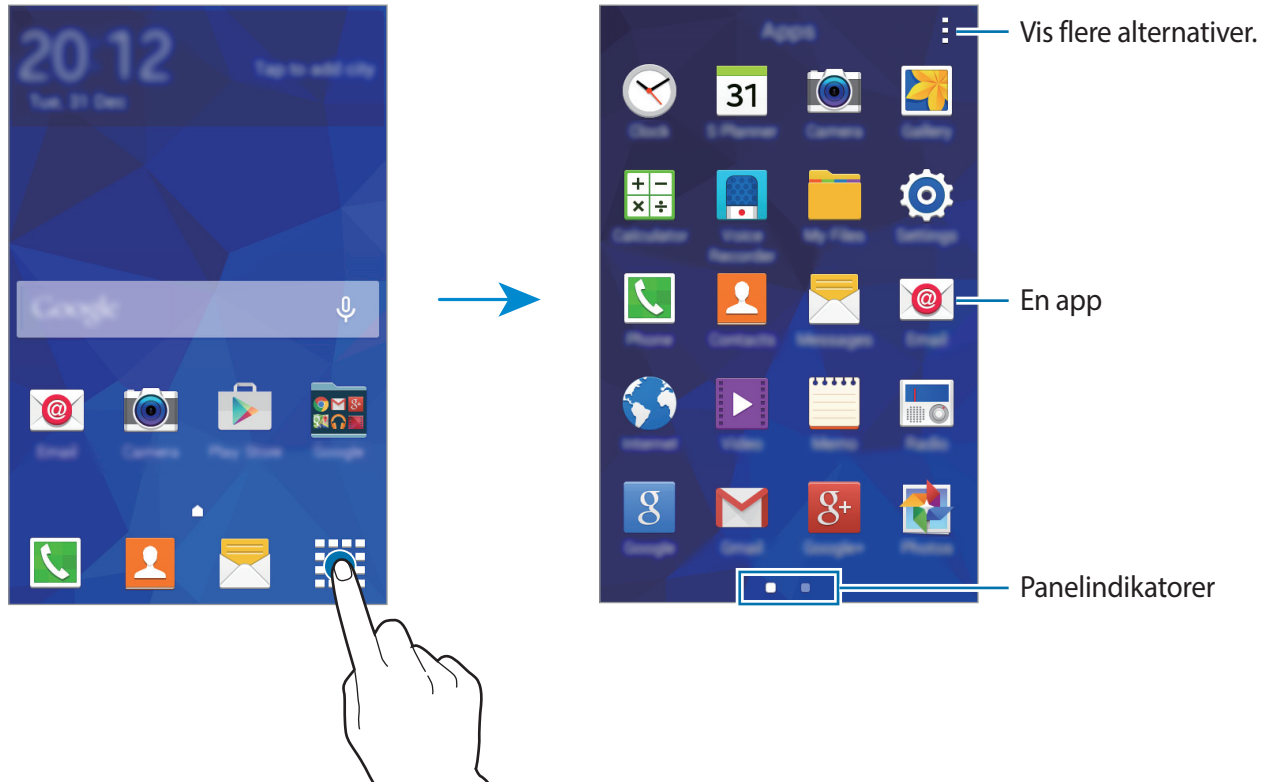 20 12
Tap to add city
Tue, 31 Dec
Google
Email Camera Play Store Google
Apps
Vis flere alternativer.
31
Clock S Planner Camera Gallery
Calculator Voice Recorder My Files Settings
En app
Phone Contacts Messages Email
Internet Video Memo Radio
Google Gmail Google+ Photos
Panelindikatorer